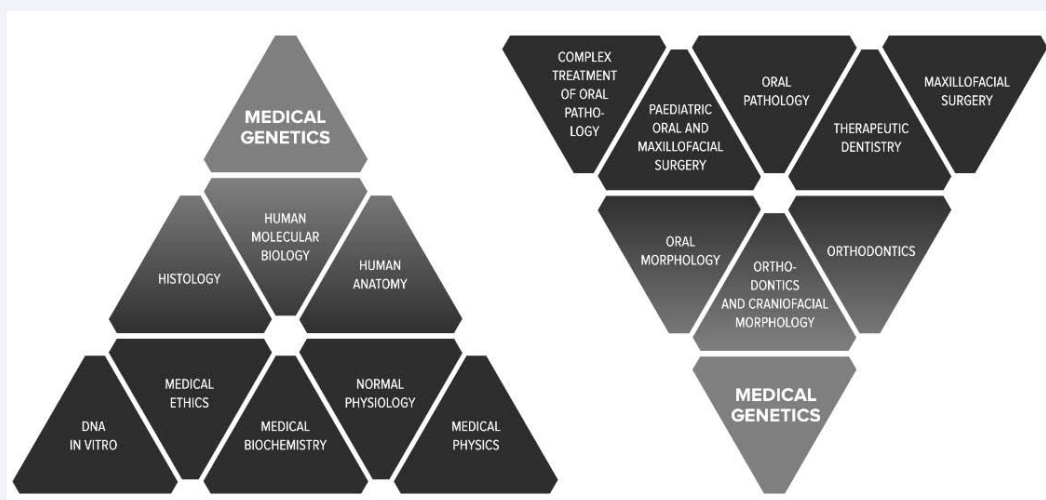 MEDICAL
GENETICS
HUMAN
MOLECULAR
BIOLOGY
HISTOLOGY
HUMAN
ANATOMY
MEDICAL
ETHICS
NORMAL
PHYSIOLOGY
DNA
IN VITRO
MEDICAL
BIOCHEMISTRY
MEDICAL
PHYSICS
COMPLEX
TREATMENT
OF ORAL
PATHO-
LOGY
PAEDIATRIC
ORAL AND
MAXILLOFACIAL
SURGERY
ORAL
PATHOLOGY
THERAPEUTIC
DENTISTRY
MAXILLOFACIAL
SURGERY
ORAL
MORPHOLOGY
ORTHO-
DONTICS
AND CRANIOFACIAL
MORPHOLOGY
ORTHODONTICS
MEDICAL
GENETICS